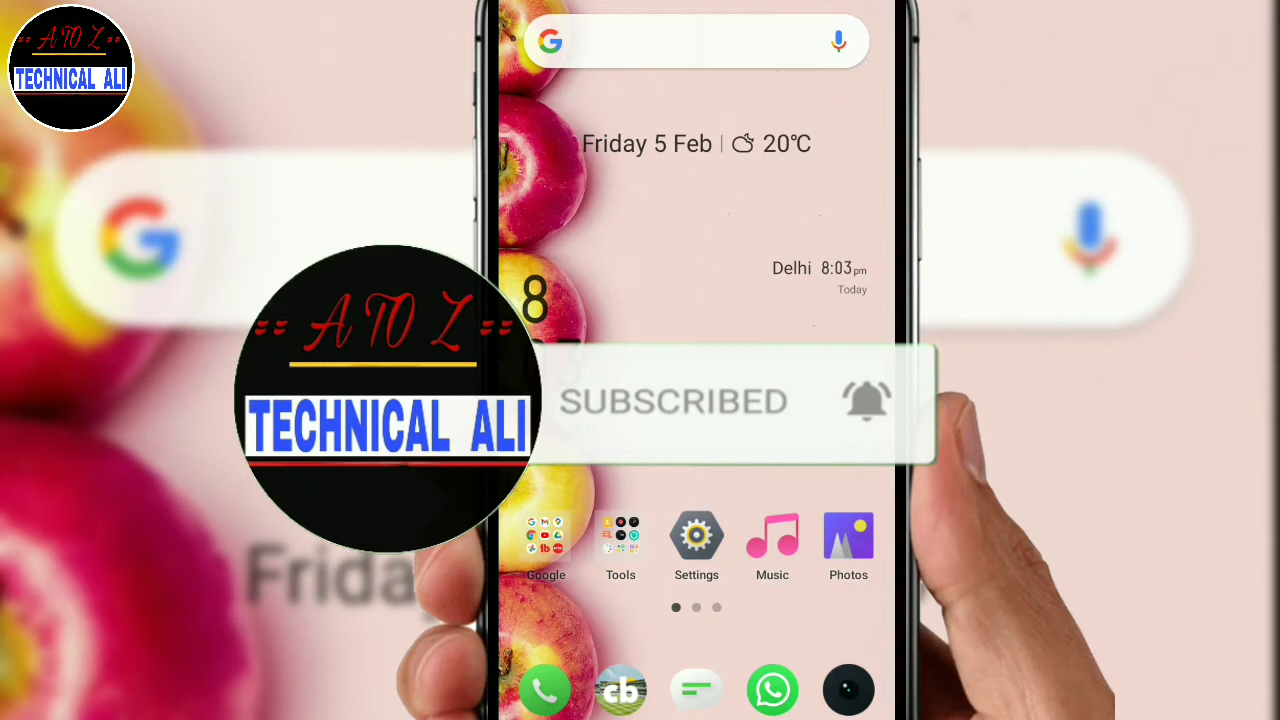 == A TO Z ==
TECHNICAL ALI
Friday 5 Feb | 20°C
Delhi 8:03pm
Today
8
== A TO Z ==
TECHNICAL ALI
SUBSCRIBED
Frida
Google Tools Settings Music Photos
cb